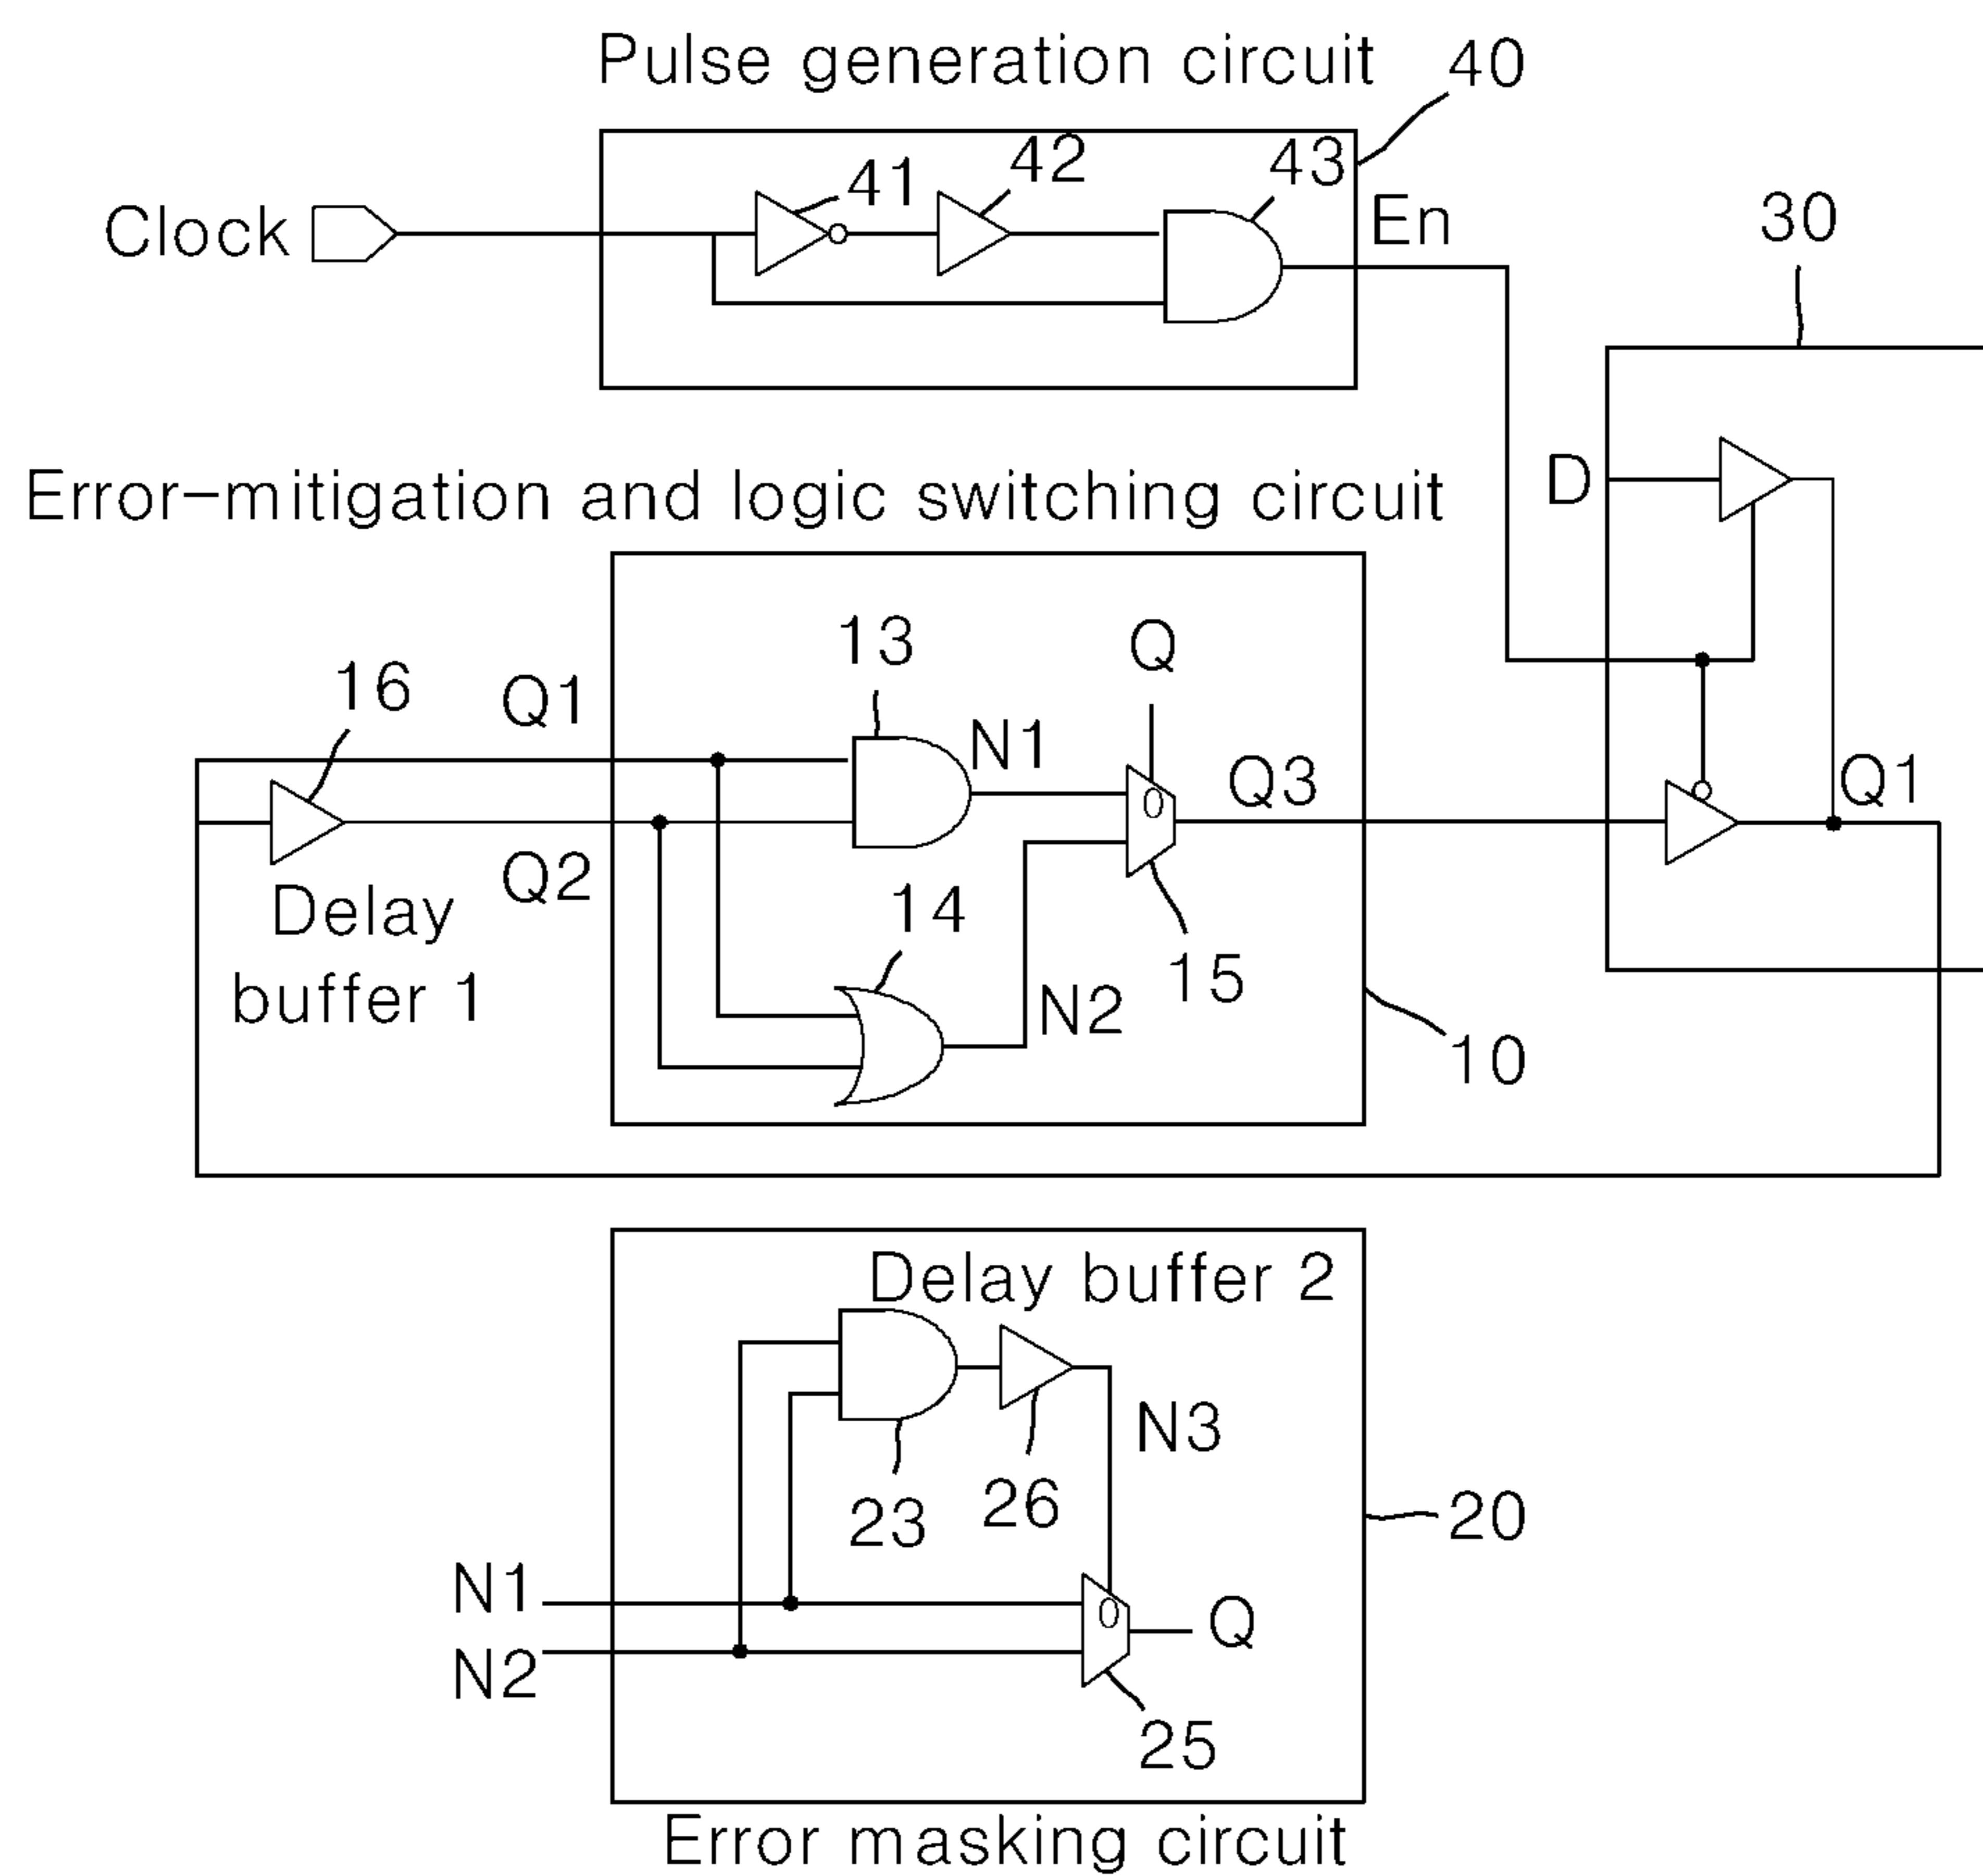 Pulse generation circuit 40
41
42
43
Clock
En
30
D
Error-mitigation and logic switching circuit
16
Q1
13
N1
Q
Q3
Q1
0
Q2
Delay
buffer 1
14
15
N2
10
Delay buffer 2
N3
23
26
20
N1
0
Q
N2
25
Error masking circuit